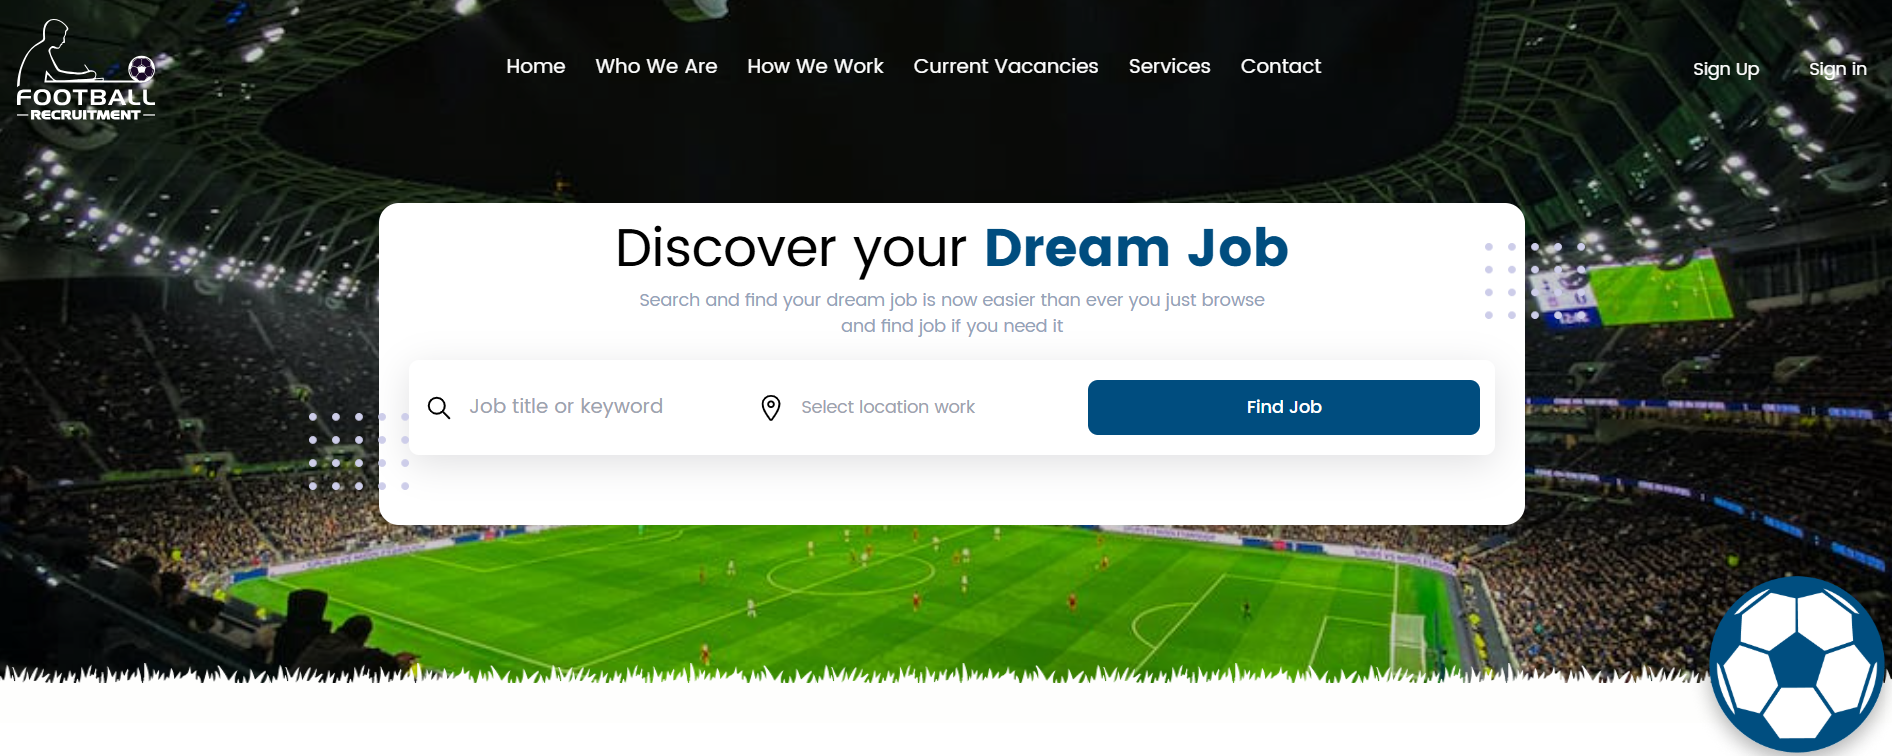 FOOTBALL
RECRUITMENT
Home Who We Are How We Work Current Vacancies Services Contact
Sign Up Sign in
Discover your Dream Job
Search and find your dream job is now easier than ever you just browse
and find job if you need it
Job title or keyword
Select location work
Find Job